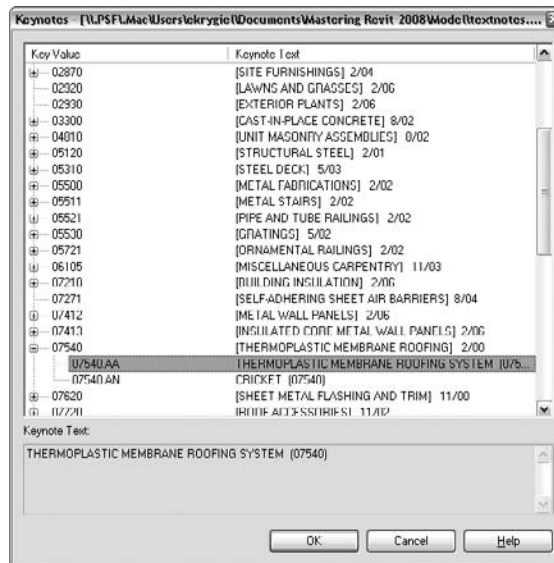 Keynotes - [\\.PSF\.Mac\Users\ekrygiel\Documents\Mastering Revit 2008\Model\textnotes....
Key Value Keynote Text
02870 [SITE FURNISHINGS] 2/04
02920 [LAWNS AND GRASSES] 2/06
02930 [EXTERIOR PLANTS] 2/06
03300 [CAST-IN-PLACE CONCRETE] 8/02
04810 [UNIT MASONRY ASSEMBLIES] 8/02
05120 [STRUCTURAL STEEL] 2/01
05310 [STEEL DECK] 5/03
05500 [METAL FABRICATIONS] 2/02
05511 [METAL STAIRS] 2/02
05521 [PIPE AND TUBE RAILINGS] 2/02
05530 [GRATINGS] 5/02
05721 [ORNAMENTAL RAILINGS] 2/02
06105 [MISCELLANEOUS CARPENTRY] 11/03
07210 [BUILDING INSULATION] 2/06
07271 [SELF-ADHERING SHEET AIR BARRIERS] 8/04
07412 [METAL WALL PANELS] 2/06
07413 [INSULATED CORE METAL WALL PANELS] 2/06
07540 [THERMOPLASTIC MEMBRANE ROOFING] 2/00
07540.AA THERMOPLASTIC MEMBRANE ROOFING SYSTEM (075...
07540.AN CRICKET (07540)
07620 [SHEET METAL FLASHING AND TRIM] 11/00
07720 [ROOF ACCESSORIES] 11/02
Keynote Text:
THERMOPLASTIC MEMBRANE ROOFING SYSTEM (07540)
OK Cancel Help